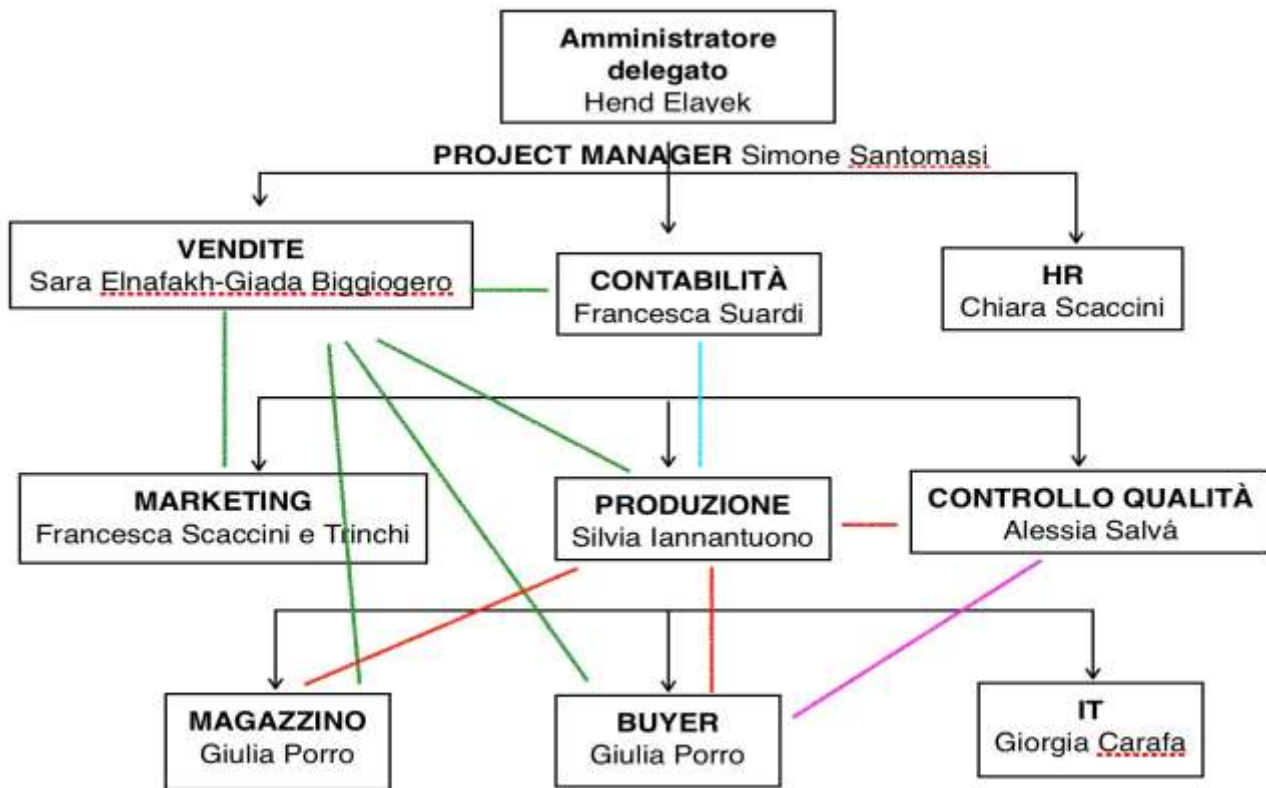 Amministratore
delegato
Hend Elavek
PROJECT MANAGER Simone Santomasi
VENDITE
Sara Elnafakh-Giada Biggiogero
CONTABILITÀ
Francesca Suardi
HR
Chiara Scaccini
MARKETING
Francesca Scaccini e Trinchi
PRODUZIONE
Silvia Iannantuono
CONTROLLO QUALITÀ
Alessia Salvá
MAGAZZINO
Giulia Porro
BUYER
Giulia Porro
IT
Giorgia Carafa